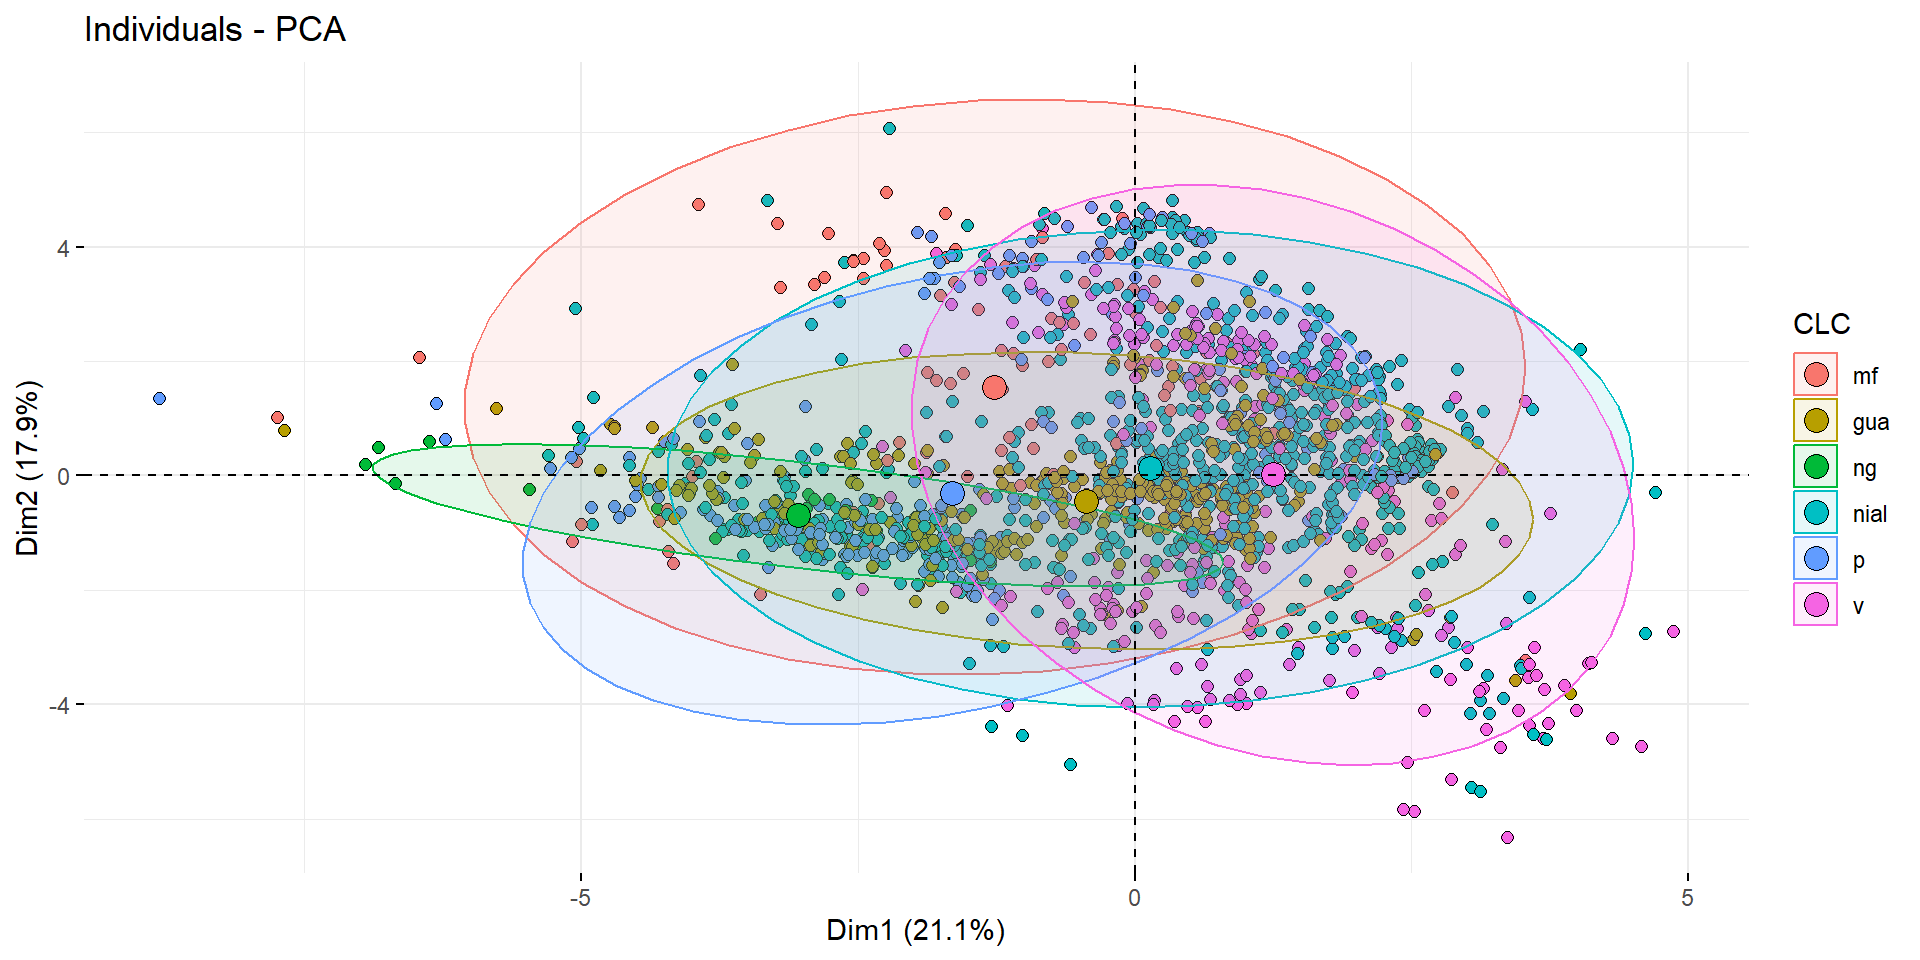 Individuals - PCA
Dim2 (17.9%)
4
0
-4
-5
0
5
Dim1 (21.1%)
CLC
mf
gua
ng
nial
p
v